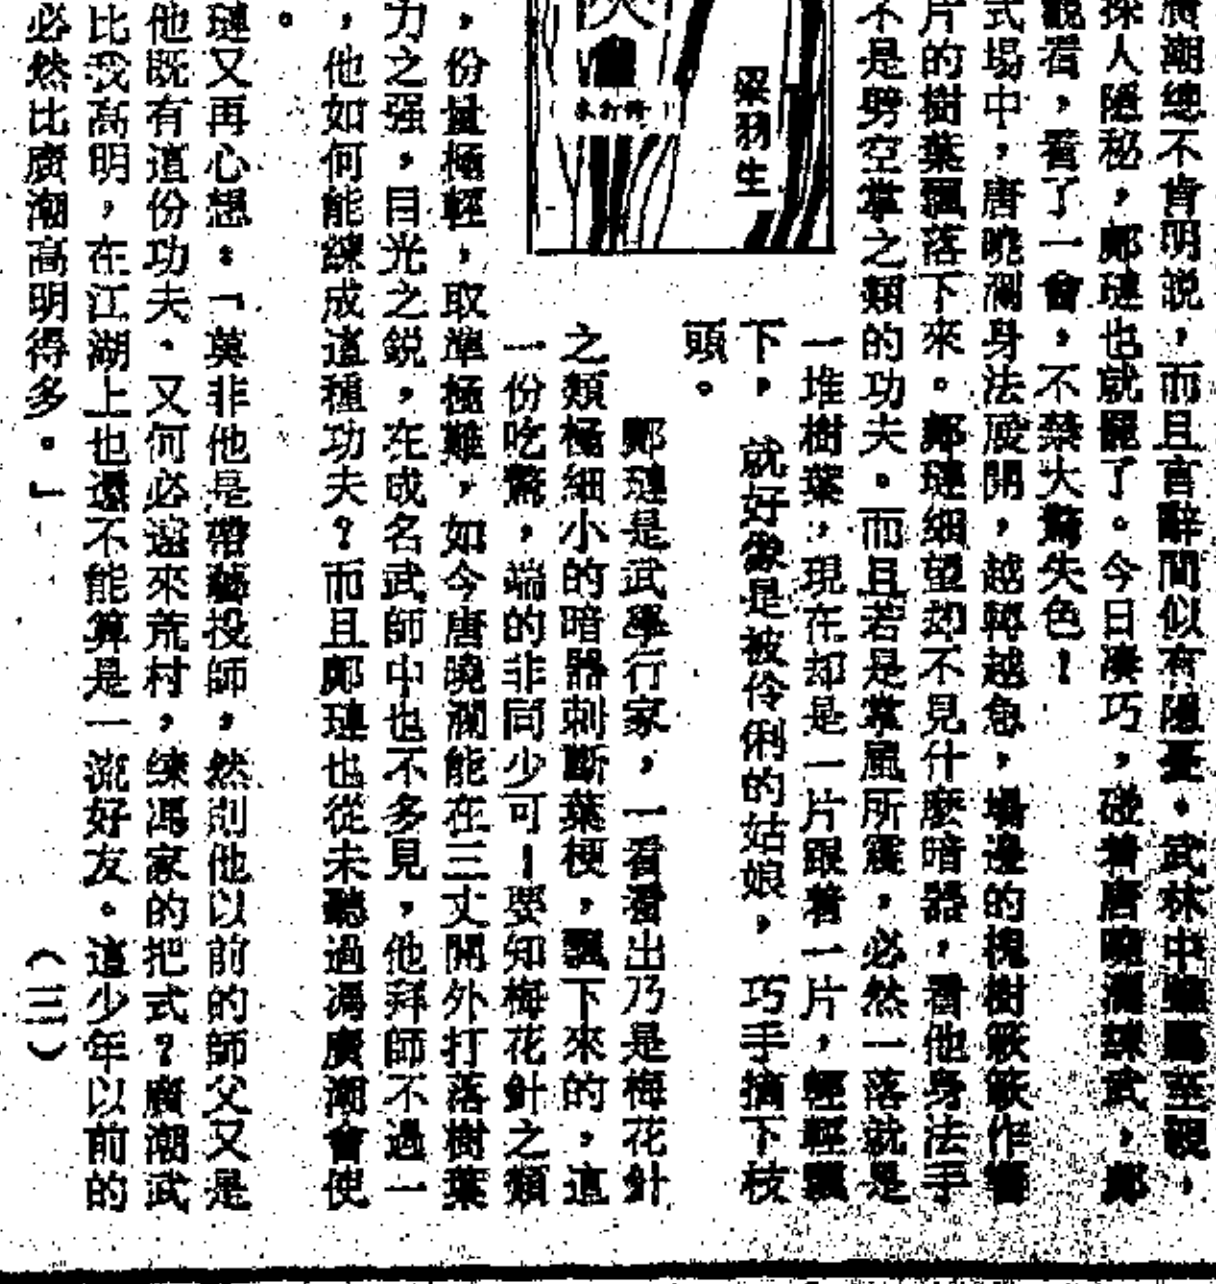 廣潮總不肯明説，而且言辭間似有隱憂。武林中雖屬至親，
探人隱秘，鄺璉也就罷了。今日湊巧，碰着唐曉瀾練武，鄺
觀看，看了一會，不禁大驚失色！
式場中，唐曉瀾身法展開，越轉越急，場邊的槐樹簌簌作響
片的樹葉飄落下來。鄺璉細望却不見什麽暗器，看他身法手
不是劈空掌之類的功夫。而且若是掌風所震，必然一落就是
一堆樹葉，現在却是一片跟着一片，輕輕飄
下，就好像是被伶俐的姑娘，巧手摘下枝
頭。
梁羽生
鄺璉是武學行家，一看看出乃是梅花針
之類極細小的暗器刺斷葉梗，飄下來的，這
一份吃驚，端的非同少可！要知梅花針之類
，份量極輕，取準極難，如今唐曉瀾能在三丈開外打落樹葉
力之强，目光之鋭，在成名武師中也不多見，他拜師不過一
，他如何能練成這種功夫？而且鄺璉也從未聽過馮廣潮會使
。
璉又再心想：「莫非他是帶藝投師，然則他以前的師父又是
他既有這份功夫，又何必遠來荒村，練馮家的把式？廣潮武
比我高明，在江湖上也還不能算是一流好友。這少年以前的
必然比廣潮高明得多。」
（三）